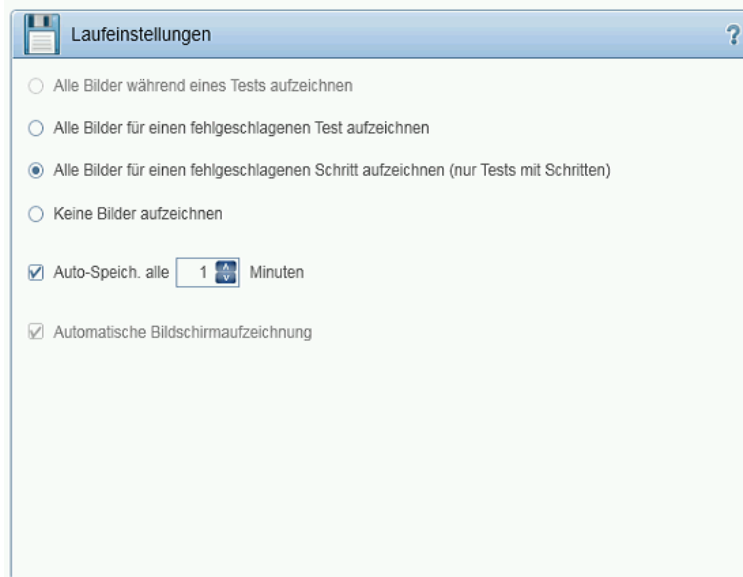 Laufeinstellungen
?
Alle Bilder während eines Tests aufzeichnen
Alle Bilder für einen fehlgeschlagenen Test aufzeichnen
Alle Bilder für einen fehlgeschlagenen Schritt aufzeichnen (nur Tests mit Schritten)
Keine Bilder aufzeichnen
Auto-Speich. alle 1 Minuten
Automatische Bildschirmaufzeichnung